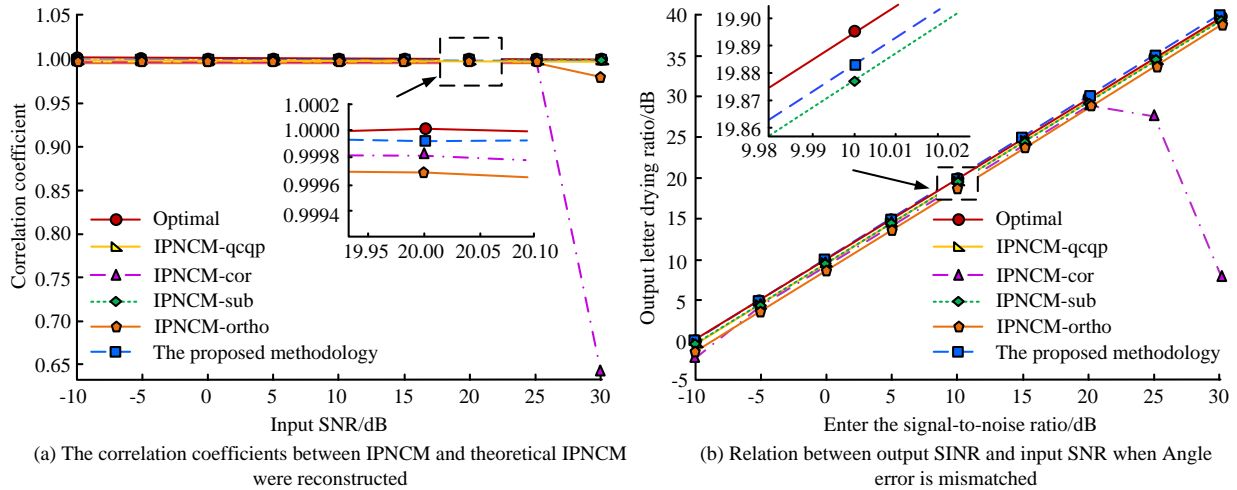 1.05
1.00
0.95
0.90
0.85
0.80
0.75
0.70
0.65
Correlation coefficient
1.0002
1.0000
0.9998
0.9996
0.9994
19.95 20.00 20.05 20.10
Optimal
IPNCM-qcqp
IPNCM-cor
IPNCM-sub
IPNCM-ortho
The proposed methodology
-10 -5 0 5 10 15 20 25 30
Input SNR/dB
(a) The correlation coefficients between IPNCM and theoretical IPNCM
were reconstructed
40
35
30
25
20
15
10
5
0
-5
Output letter drying ratio/dB
19.90
19.89
19.88
19.87
19.86
9.98 9.99 10 10.01 10.02
Optimal
IPNCM-qcqp
IPNCM-cor
IPNCM-sub
IPNCM-ortho
The proposed methodology
-10 -5 0 5 10 15 20 25 30
Enter the signal-to-noise ratio/dB
(b) Relation between output SINR and input SNR when Angle
error is mismatched